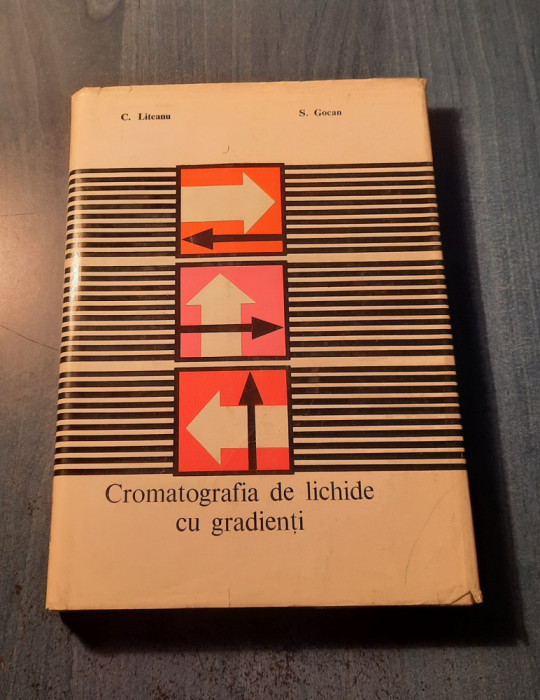 C. Liteanu S. Gocan
Cromatografia de lichide
cu gradienți